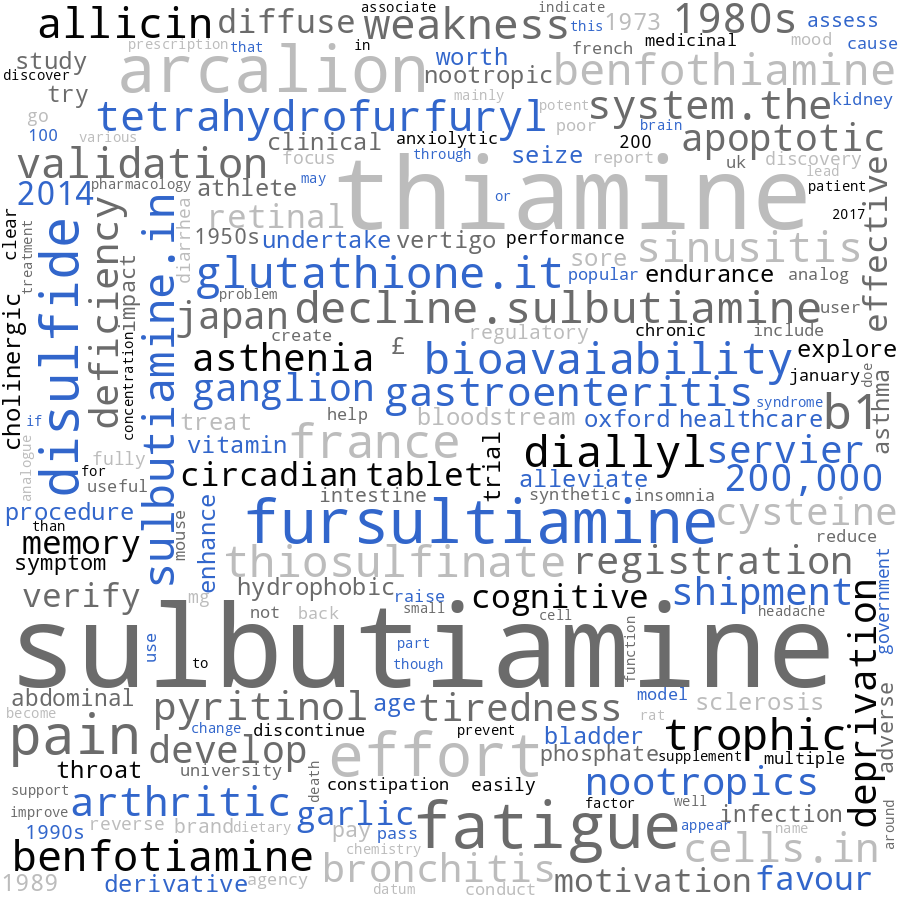 allicin
diffuse
associate
weakness
indicate
this
1973
1980s
assess
prescription
that
in
french
medicinal
mood
cause
study
discover
arcalion
worth
nootropic
benfothiamine
try
mainly
go
tetrahydrofurfuryl
potent
system.the
kidney
100
various
clinical
anxiolytic
poor
brain
200
apoptotic
validation
focus
through
seize
report
uk
discovery
lead
2014
pharmacology
athlete
may
thiamine
or
patient
effective
clear
treatment
disulfide
deficiency
sulbutiamine.in
diarrhea
retinal
2017
1950s
undertake
vertigo
performance
sore
sinusitis
glutathione.it
popular
endurance
analog
impact
concentration
problem
japan
decline.sulbutiamine
user
create
regulatory
chronic
include
cholinergic
asthenia
£
bioavaiability
explore
ganglion
gastroenteritis
january
doe
syndrome
asthma
if
treat
help
bloodstream
oxford
healthcare
b1
analogue
vitamin
france
trial
diallyl
servier
fully
for
useful
circadian
tablet
alleviate
200,000
procedure
than
mouse
enhance
intestine
synthetic
insomnia
fursultiamine
cysteine
memory
reduce
symptom
thiosulfinate
registration
government
verify
mg
hydrophobic
raise
cognitive
shipment
not
back
small
cell
headache
sulbutiamine
use
to
part
though
function
deprivation
abdominal
become
pyritinol
age
tiredness
model
sclerosis
rat
adverse
pain
change
discontinue
prevent
bladder
trophic
develop
effort
phosphate
supplement
multiple
throat
university
death
constipation
easily
nootropics
support
improve
arthritic
garlic
fatigue
factor
well
infection
around
1990s
reverse
brand
dietary
pay
pass
appear
name
benfotiamine
chemistry
cells.in
1989
derivative
agency
bronchitis
datum
conduct
motivation
favour